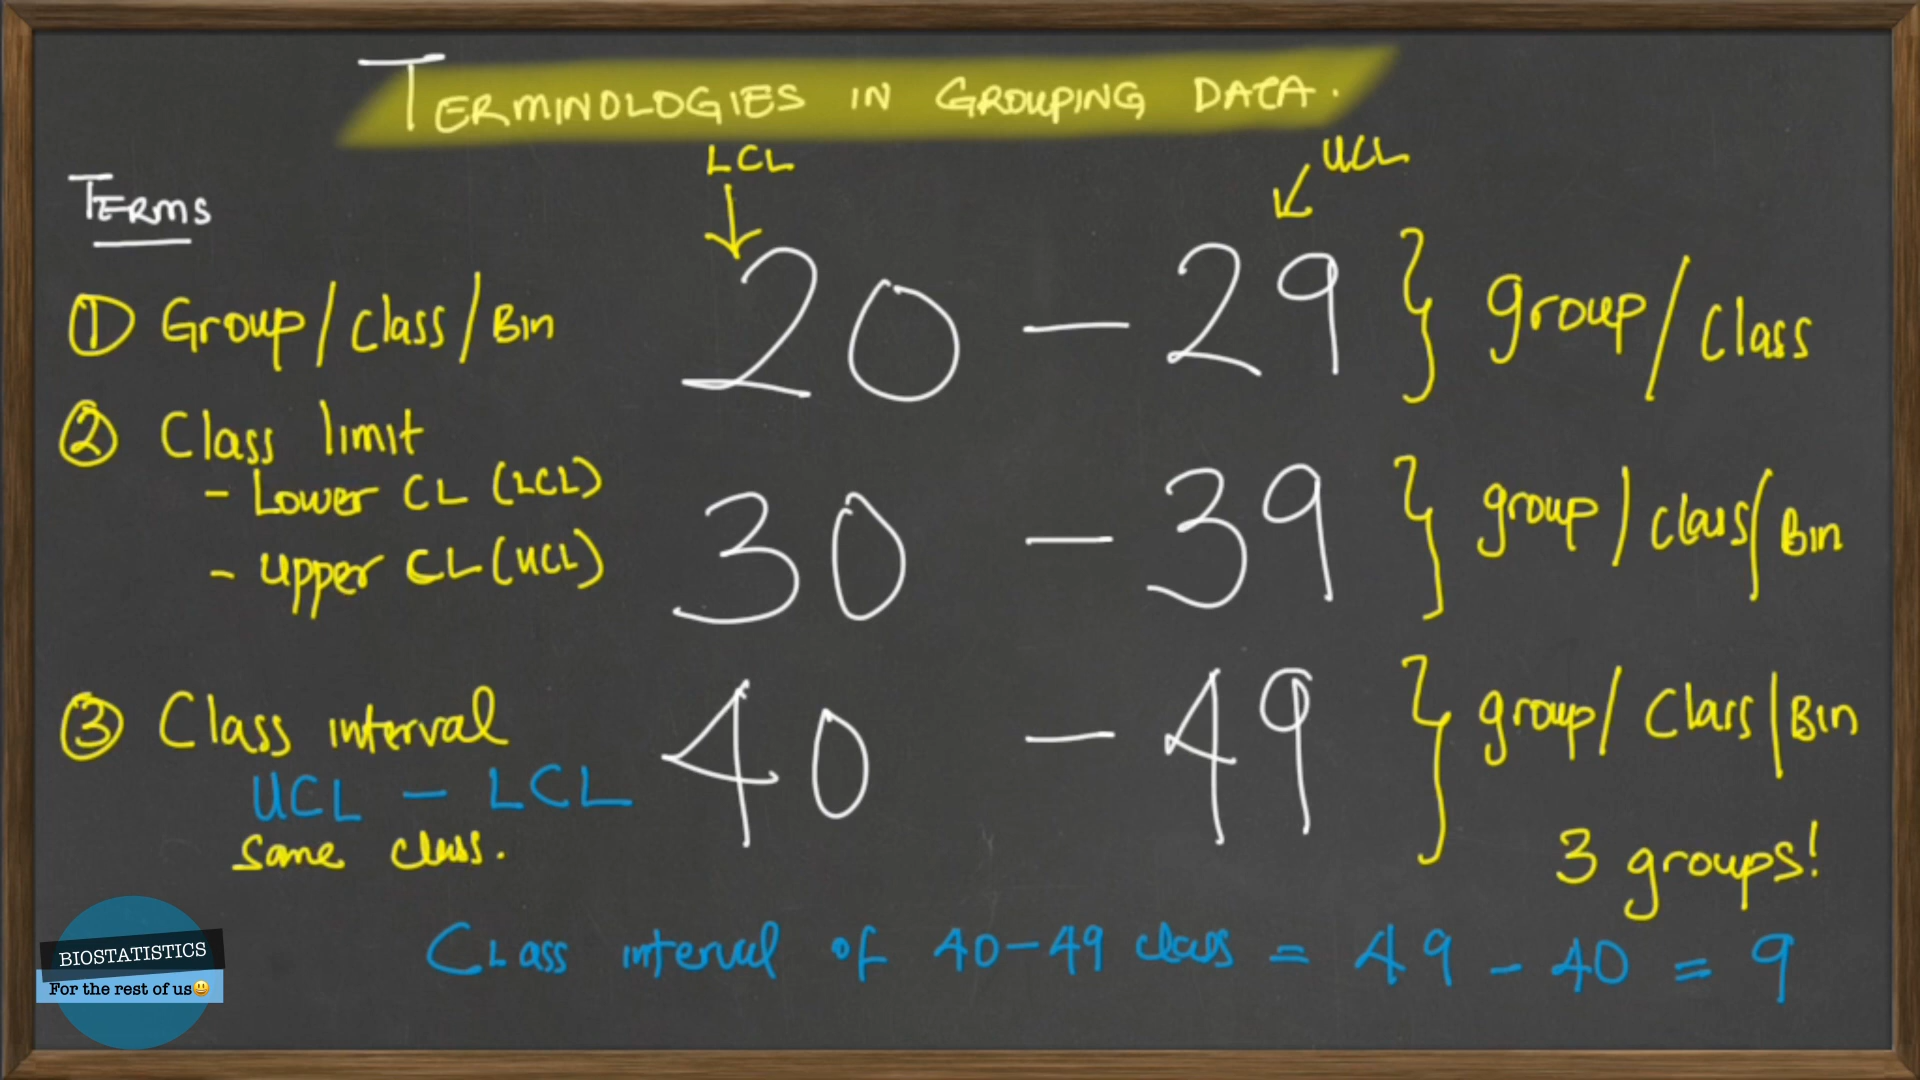 TERMINOLOGIES IN GROUPING DATA.
LCL
UCL
TERMS
① Group/Class/Bin
20 – 29 } group/Class
② Class limit
- Lower CL (LCL)
- Upper CL (UCL)
30 – 39 } group/class/Bin
③ Class interval
40 – 49 } group/Class/Bin
UCL – LCL
same class.
3 groups!
Class interval of 40-49 class = 49 - 40 = 9
BIOSTATISTICS
For the rest of us😃